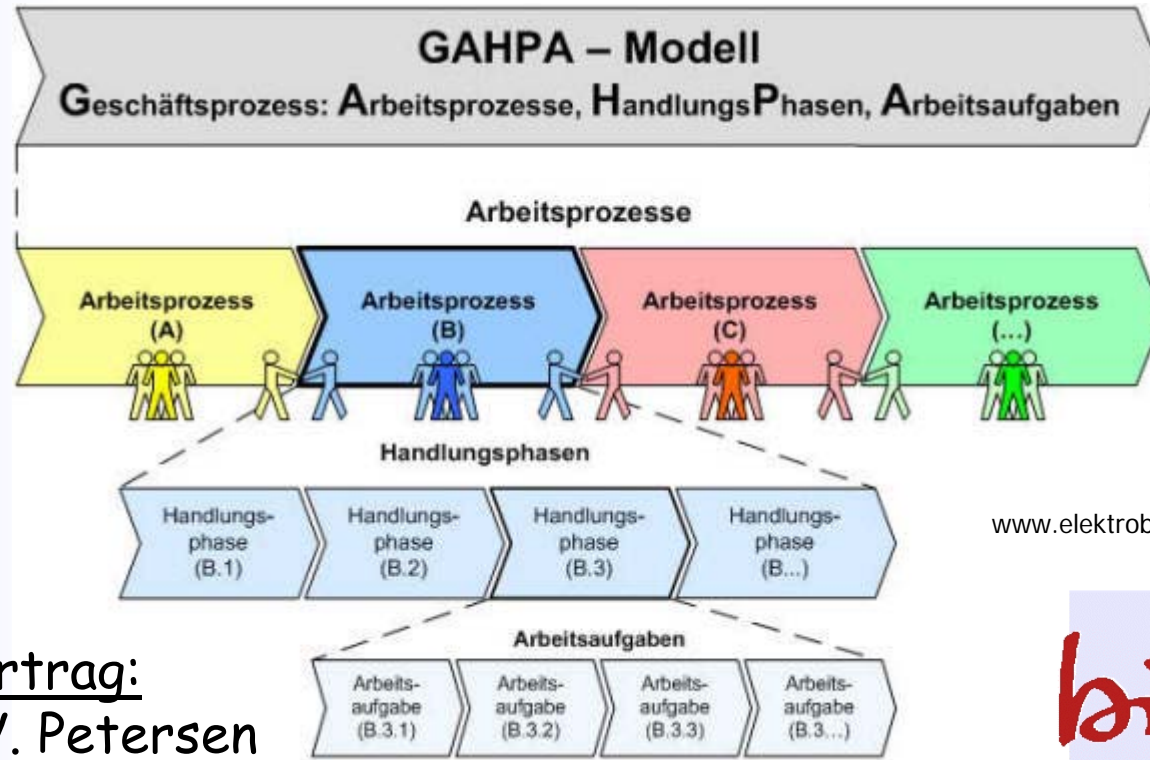 GAHPA – Modell
Geschäftsprozess: Arbeitsprozesse, HandlungsPhasen, Arbeitsaufgaben
Arbeitsprozesse
Arbeitsprozess
(A)
Arbeitsprozess
(B)
Arbeitsprozess
(C)
Arbeitsprozess
(...)
Handlungsphasen
Handlungs-
phase
(B.1)
Handlungs-
phase
(B.2)
Handlungs-
phase
(B.3)
Handlungs-
phase
(B...)
www.elektrob
Arbeitsaufgaben
Arbeits-
aufgabe
(B.3.1)
Arbeits-
aufgabe
(B.3.2)
Arbeits-
aufgabe
(B.3.3)
Arbeits-
aufgabe
(B.3...)
rtrag:
. Petersen